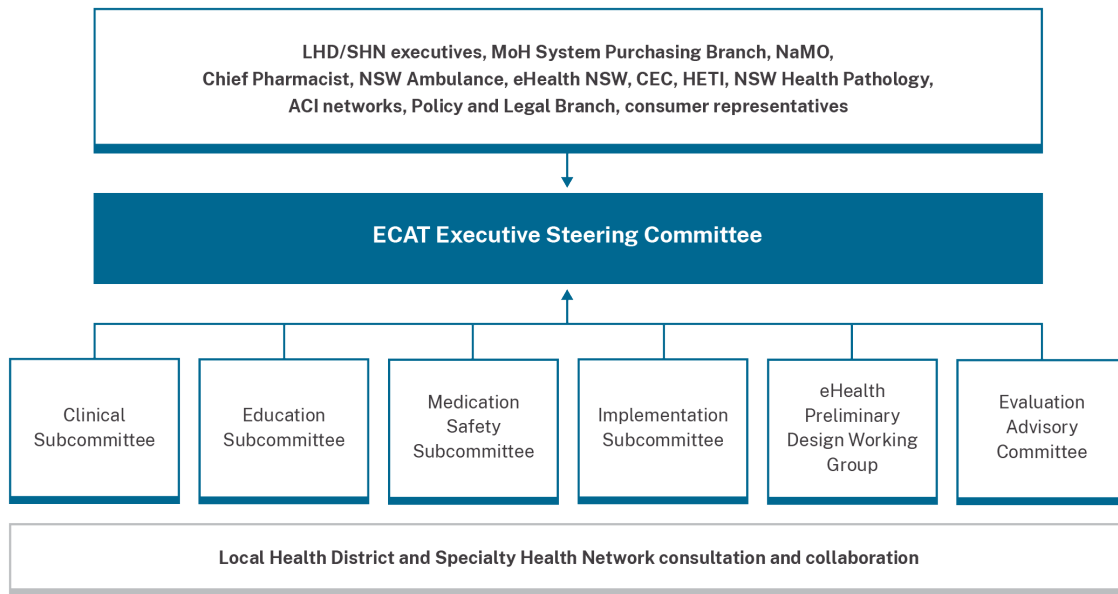 LHD/SHN executives, MoH System Purchasing Branch, NaMO,
Chief Pharmacist, NSW Ambulance, eHealth NSW, CEC, HETI, NSW Health Pathology,
ACI networks, Policy and Legal Branch, consumer representatives
ECAT Executive Steering Committee
Clinical
Subcommittee
Education
Subcommittee
Medication
Safety
Subcommittee
Implementation
Subcommittee
eHealth
Preliminary
Design Working
Group
Evaluation
Advisory
Committee
Local Health District and Specialty Health Network consultation and collaboration